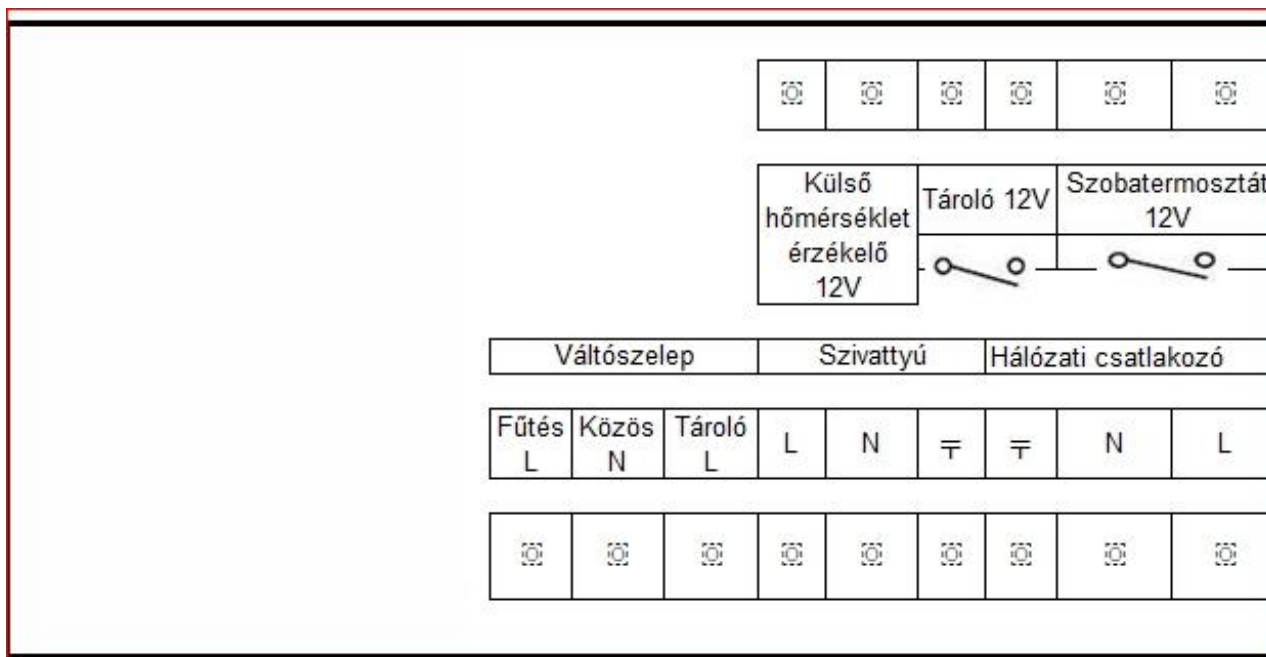 Külső
hőmérséklet
érzékelő
12V
Tároló 12V
Szobatermosztát
12V
Váltószelep
Szivattyú
Hálózati csatlakozó
Fűtés
L
Közös
N
Tároló
L
L
N
N
L